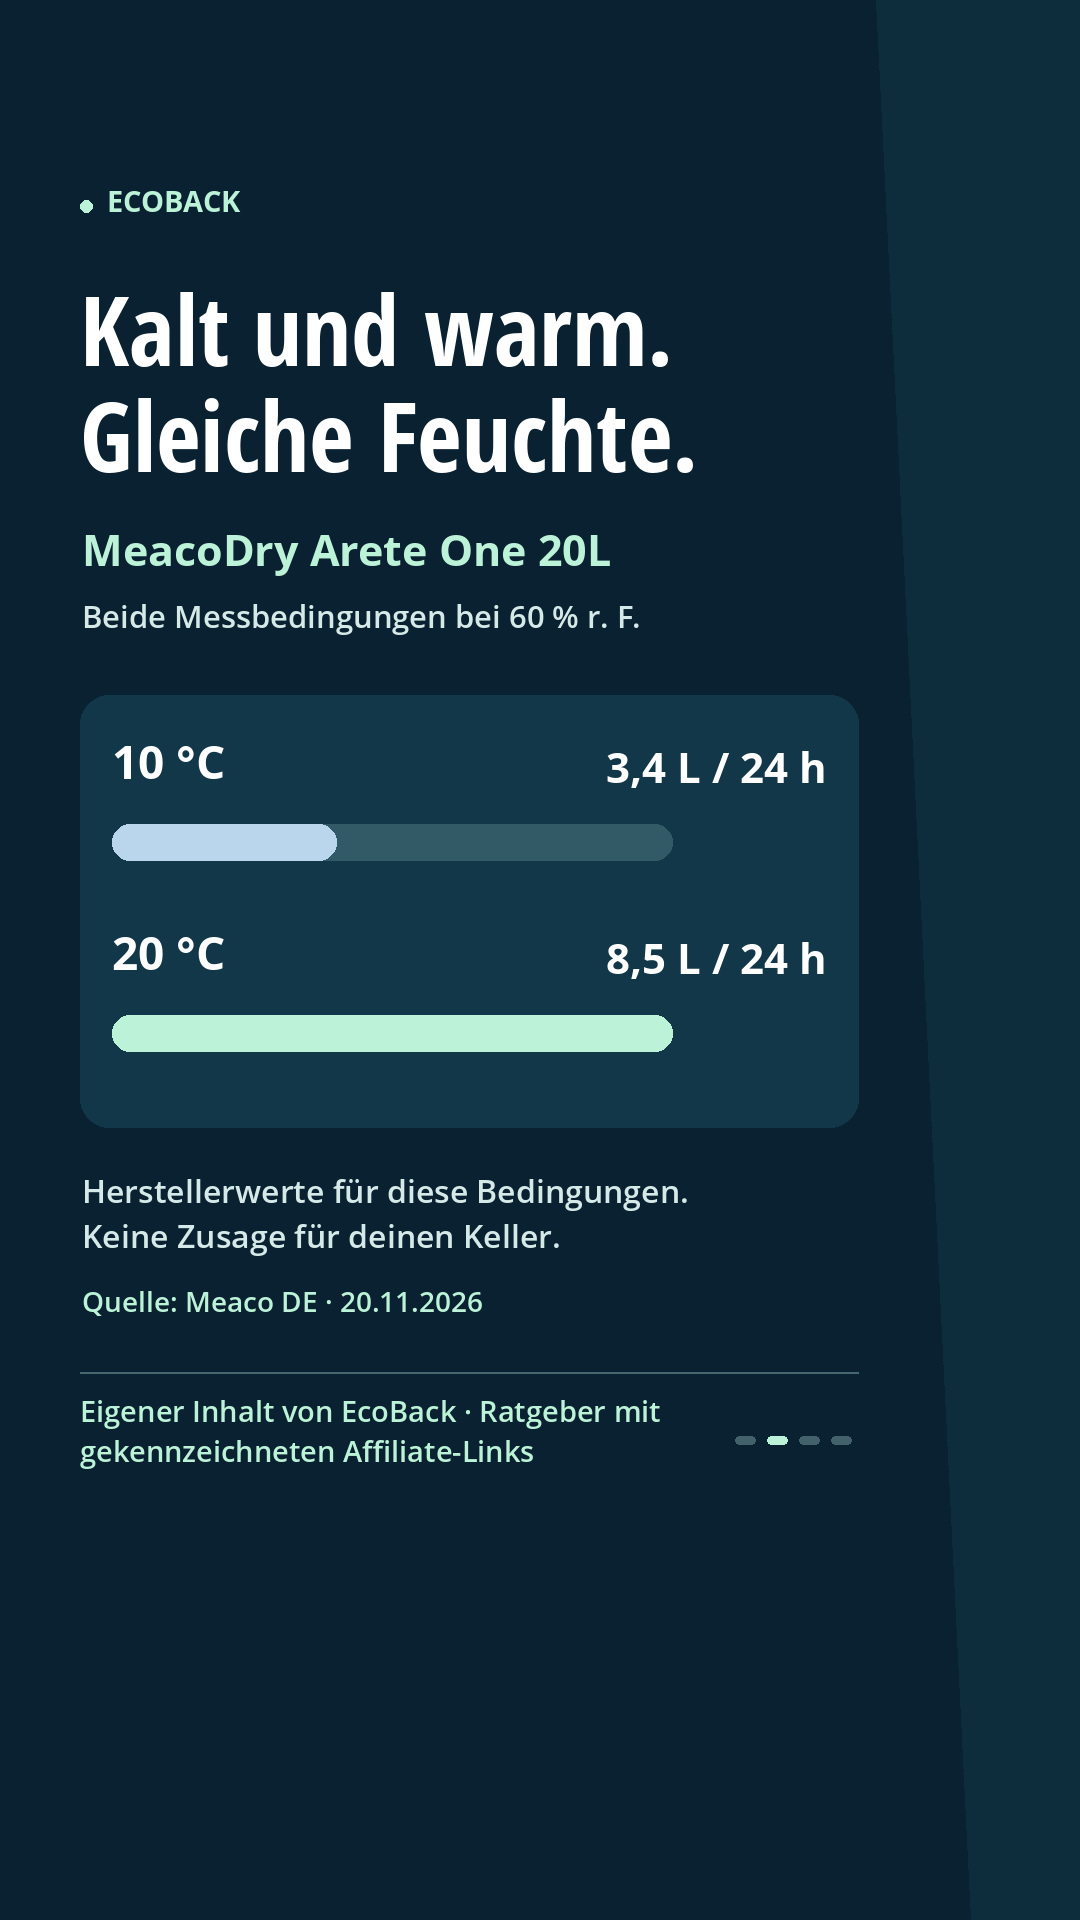 ECOBACK
Kalt und warm.
Gleiche Feuchte.
MeacoDry Arete One 20L
Beide Messbedingungen bei 60 % r. F.
10 °C
3,4 L / 24 h
20 °C
8,5 L / 24 h
Herstellerwerte für diese Bedingungen.
Keine Zusage für deinen Keller.
Quelle: Meaco DE · 20.11.2026
Eigener Inhalt von EcoBack · Ratgeber mit
gekennzeichneten Affiliate-Links